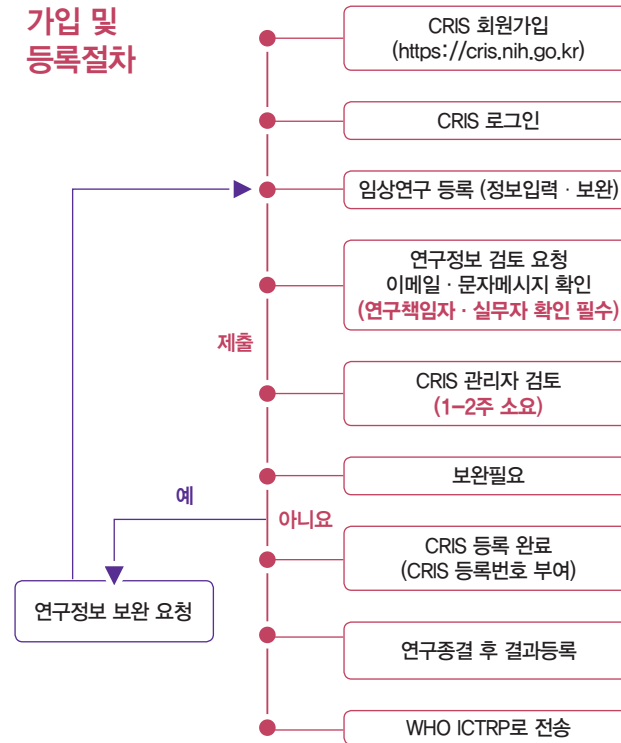 가입 및
등록절차
CRIS 회원가입
(https://cris.nih.go.kr)
CRIS 로그인
임상연구 등록 (정보입력 · 보완)
연구정보 검토 요청
이메일 · 문자메시지 확인
(연구책임자 · 실무자 확인 필수)
제출
CRIS 관리자 검토
(1-2주 소요)
보완필요
예
아니요
연구정보 보완 요청
CRIS 등록 완료
(CRIS 등록번호 부여)
연구종결 후 결과등록
WHO ICTRP로 전송